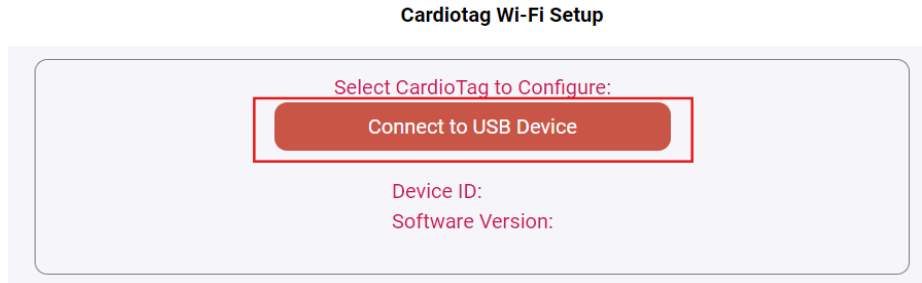 Cardiotag Wi-Fi Setup
Select CardioTag to Configure:
Connect to USB Device
Device ID:
Software Version: